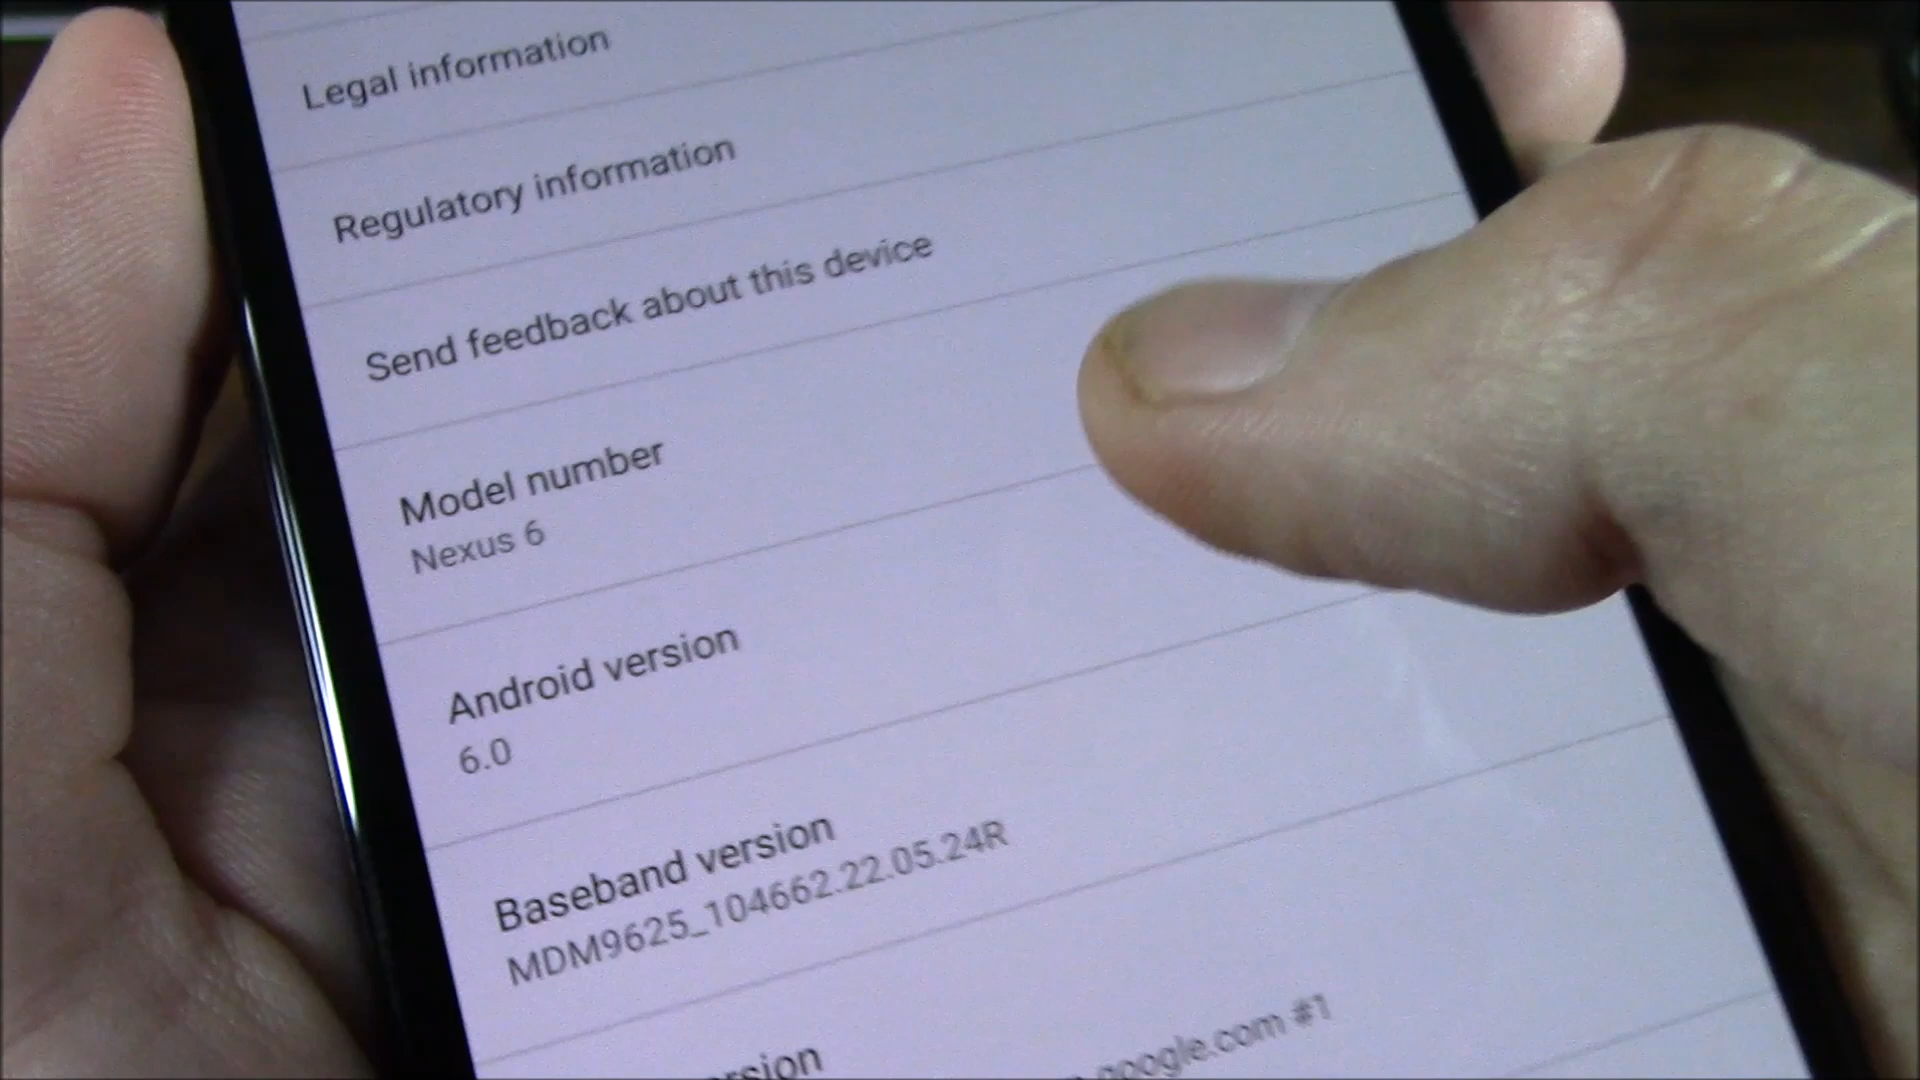 Legal information
Regulatory information
Send feedback about this device
Model number
Nexus 6
Android version
6.0
Baseband version
MDM9625_104662.22.05.24R
google.com #1